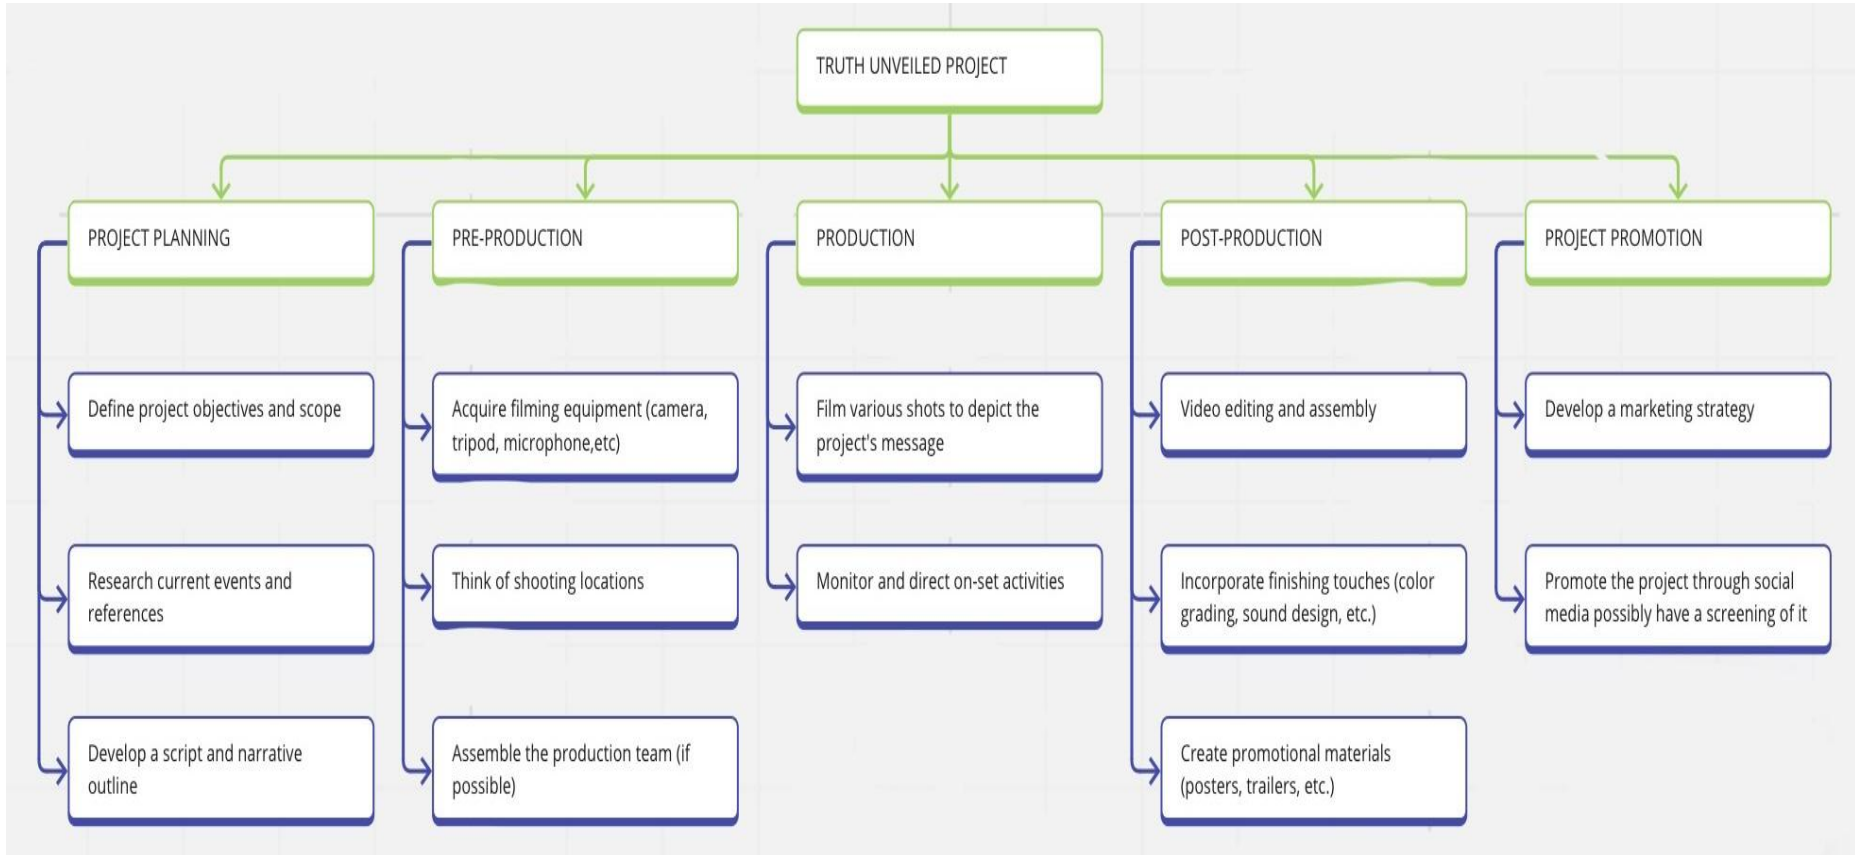 TRUTH UNVEILED PROJECT
PROJECT PLANNING
Define project objectives and scope
Research current events and
references
Develop a script and narrative
outline
PRE-PRODUCTION
Acquire filming equipment (camera,
tripod, microphone,etc)
Think of shooting locations
Assemble the production team (if
possible)
PRODUCTION
Film various shots to depict the
project's message
Monitor and direct on-set activities
POST-PRODUCTION
Video editing and assembly
Incorporate finishing touches (color
grading, sound design, etc.)
Create promotional materials
(posters, trailers, etc.)
PROJECT PROMOTION
Develop a marketing strategy
Promote the project through social
media possibly have a screening of it